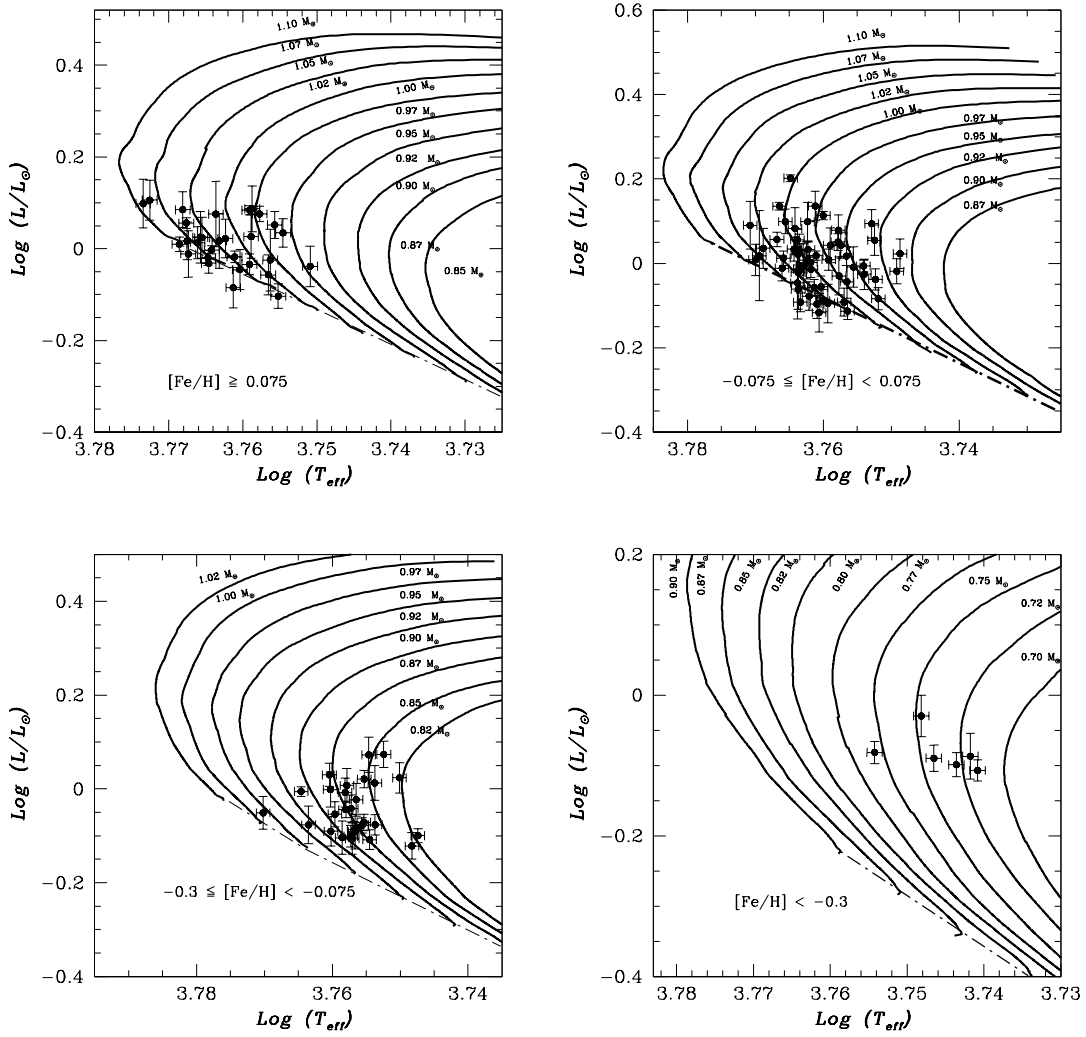 1.10 M⊙
1.07 M⊙
1.05 M⊙
1.02 M⊙
1.00 M⊙
0.97 M⊙
0.95 M⊙
0.92 M⊙
0.90 M⊙
0.87 M⊙
0.85 M⊙
0.4
0.2
0
−0.2
−0.4
Log (L/L⊙)
[Fe/H] ≧ 0.075
3.78 3.77 3.76 3.75 3.74 3.73
Log (Teff)
1.10 M⊙
1.07 M⊙
1.05 M⊙
1.02 M⊙
1.00 M⊙
0.97 M⊙
0.95 M⊙
0.92 M⊙
0.90 M⊙
0.87 M⊙
0.6
0.4
0.2
0
−0.2
−0.4
Log (L/L⊙)
−0.075 ≦ [Fe/H] < 0.075
3.78 3.76 3.74
Log (Teff)
1.02 M⊙
1.00 M⊙
0.97 M⊙
0.95 M⊙
0.92 M⊙
0.90 M⊙
0.87 M⊙
0.85 M⊙
0.82 M⊙
0.4
0.2
0
−0.2
−0.4
Log (L/L⊙)
−0.3 ≦ [Fe/H] < −0.075
3.78 3.76 3.74
Log (Teff)
0.90 M⊙
0.87 M⊙
0.85 M⊙
0.82 M⊙
0.80 M⊙
0.77 M⊙
0.75 M⊙
0.72 M⊙
0.70 M⊙
0.2
0
−0.2
−0.4
Log (L/L⊙)
[Fe/H] < −0.3
3.78 3.77 3.76 3.75 3.74 3.73
Log (Teff)